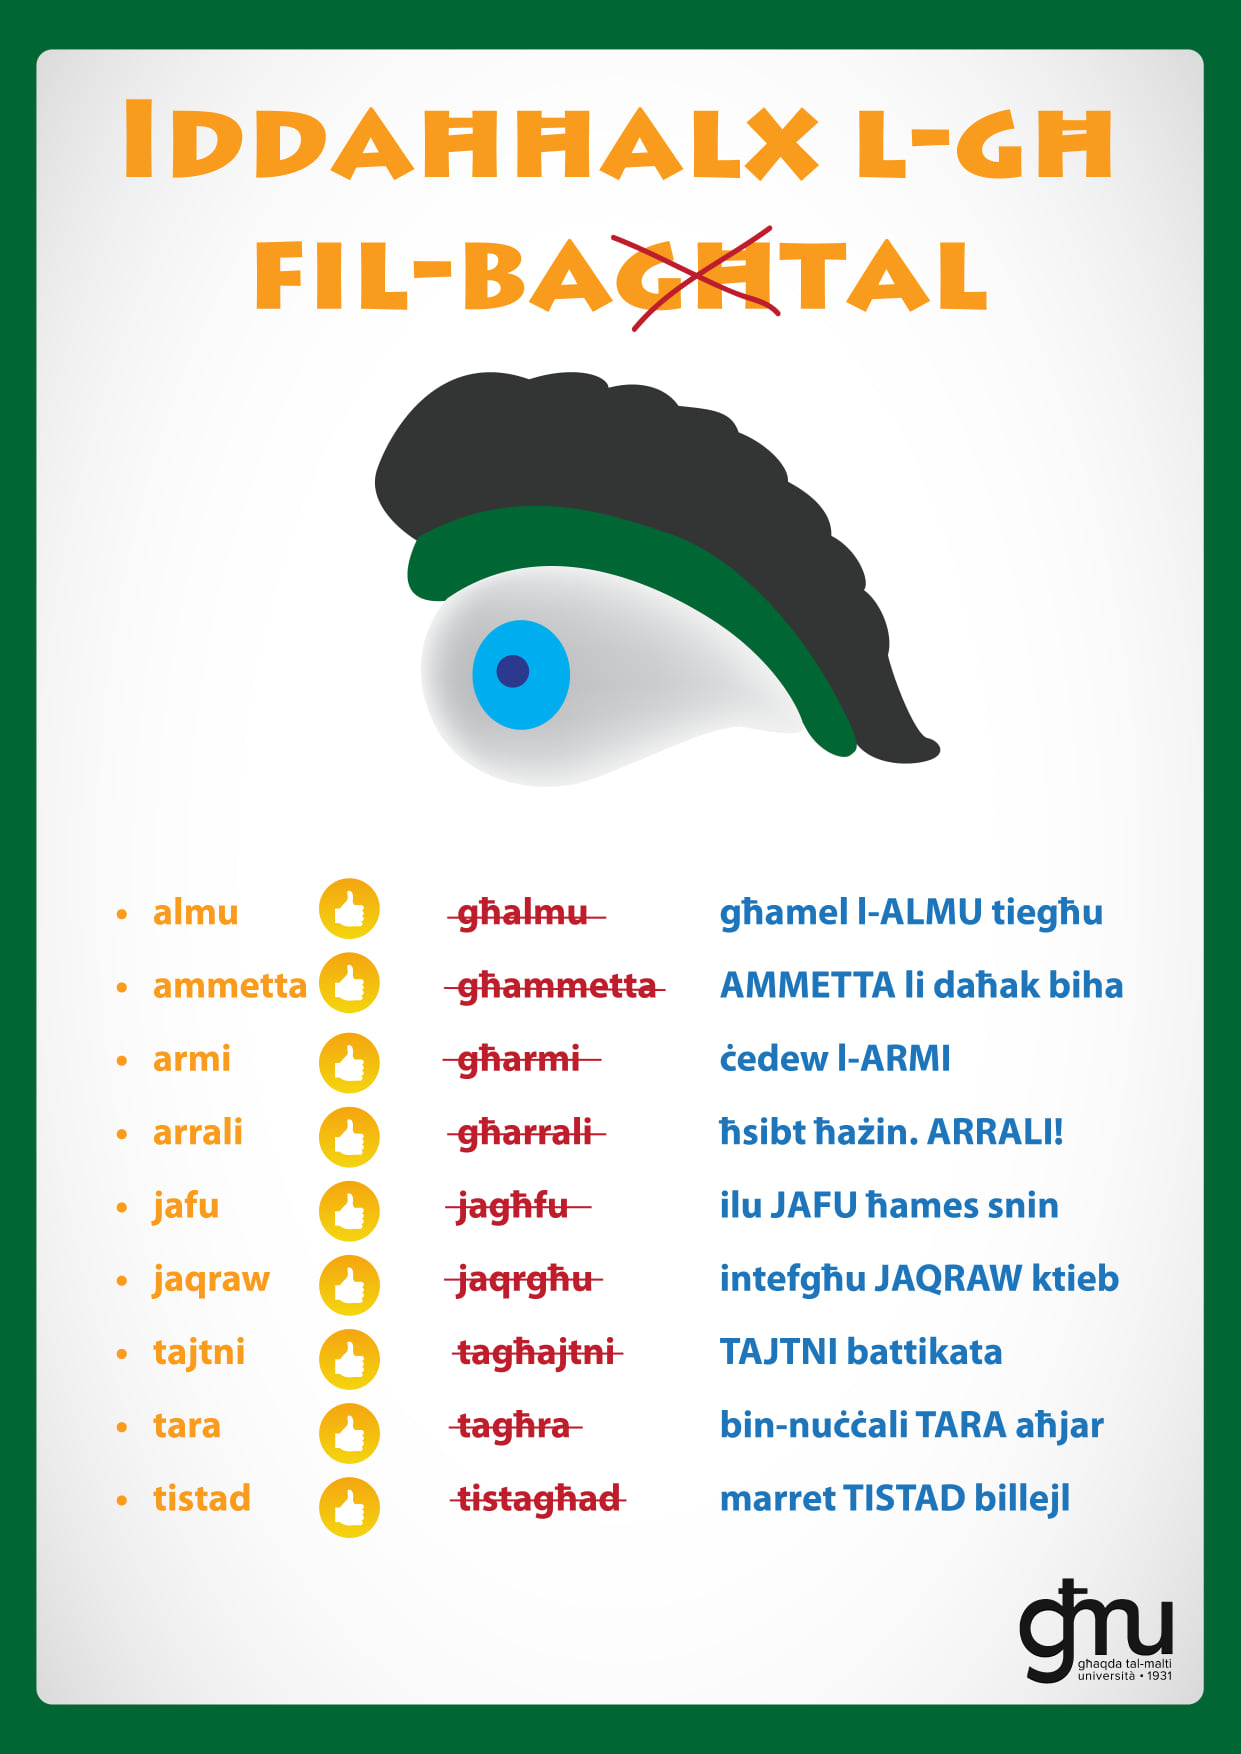 IDDAĦĦALX L-GĦ
FIL-BAGĦTAL
• almu għalmu għamel l-ALMU tiegħu
• ammetta għammetta AMMETTA li daħak biha
• armi għarmi ċedew l-ARMI
• arrali għarrali ħsibt ħażin. ARRALI!
• jafu jagħfu ilu JAFU ħames snin
• jaqraw jaqrgħu intefgħu JAQRAW ktieb
• tajtni tagħajtni TAJTNI battikata
• tara tagħra bin-nuċċali TARA aħjar
• tistad tistagħad marret TISTAD billejl
għmu
għaqda tal-malti
università • 1931